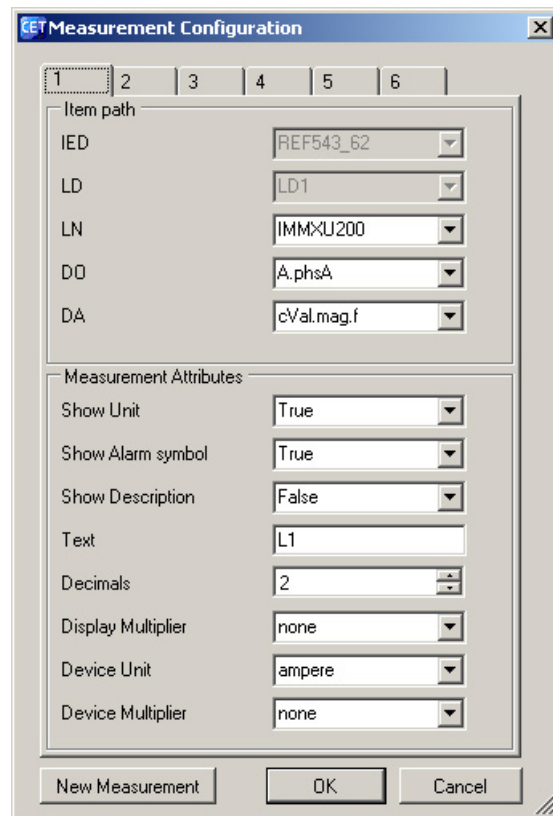 CET Measurement Configuration
1 2 3 4 5 6
Item path
IED REF543_62
LD LD1
LN IMMXU200
DO A.phsA
DA cVal.mag.f
Measurement Attributes
Show Unit True
Show Alarm symbol True
Show Description False
Text L1
Decimals 2
Display Multiplier none
Device Unit ampere
Device Multiplier none
New Measurement OK Cancel